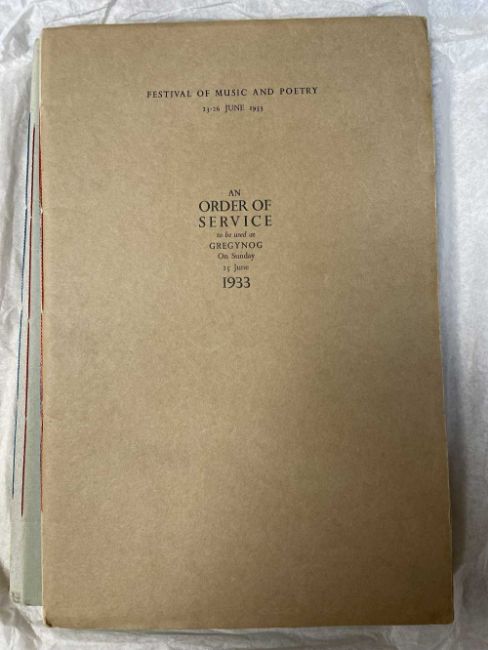 FESTIVAL OF MUSIC AND POETRY
23-26 JUNE 1933
AN
ORDER OF
SERVICE
to be used at
GREGYNOG
On Sunday
25 June
1933